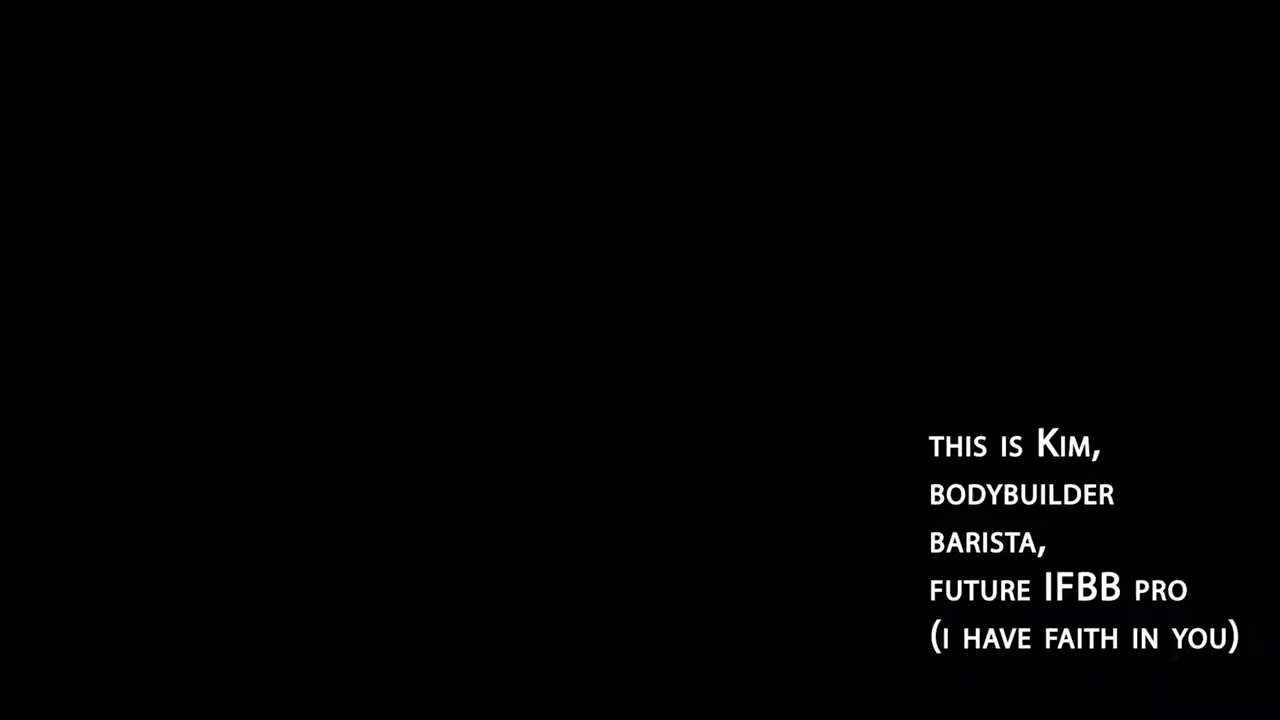 this is Kim,
bodybuilder
barista,
future IFBB pro
(i have faith in you)